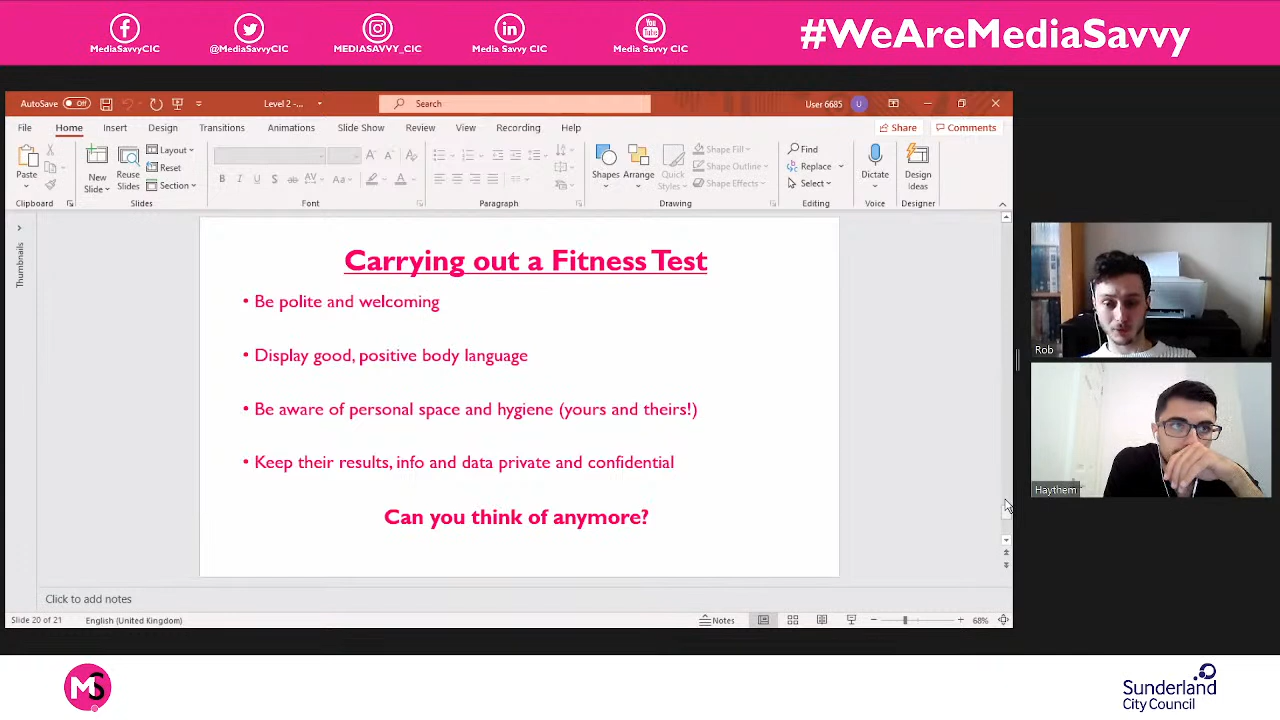 MediaSavvyCIC
@MediaSavvyCIC
MEDIASAVVY_CIC
Media Savvy CIC
Media Savvy CIC
#WeAreMediaSavvy
AutoSave Off
Level 2 -...
Search
User 6685
U
File Home Insert Design Transitions Animations Slide Show Review View Recording Help
Share
Comments
Paste
New Slide
Reuse Slides
Layout
Reset
Section
Shapes
Arrange
Quick Styles
Shape Fill
Shape Outline
Shape Effects
Find
Replace
Select
Dictate
Design Ideas
Clipboard
Slides
Font
Paragraph
Drawing
Editing
Voice
Designer
Thumbnails
Carrying out a Fitness Test
• Be polite and welcoming
• Display good, positive body language
• Be aware of personal space and hygiene (yours and theirs!)
• Keep their results, info and data private and confidential
Can you think of anymore?
Rob
Haythem
Click to add notes
Slide 20 of 21
English (United Kingdom)
Notes
68%
MS
Sunderland
City Council